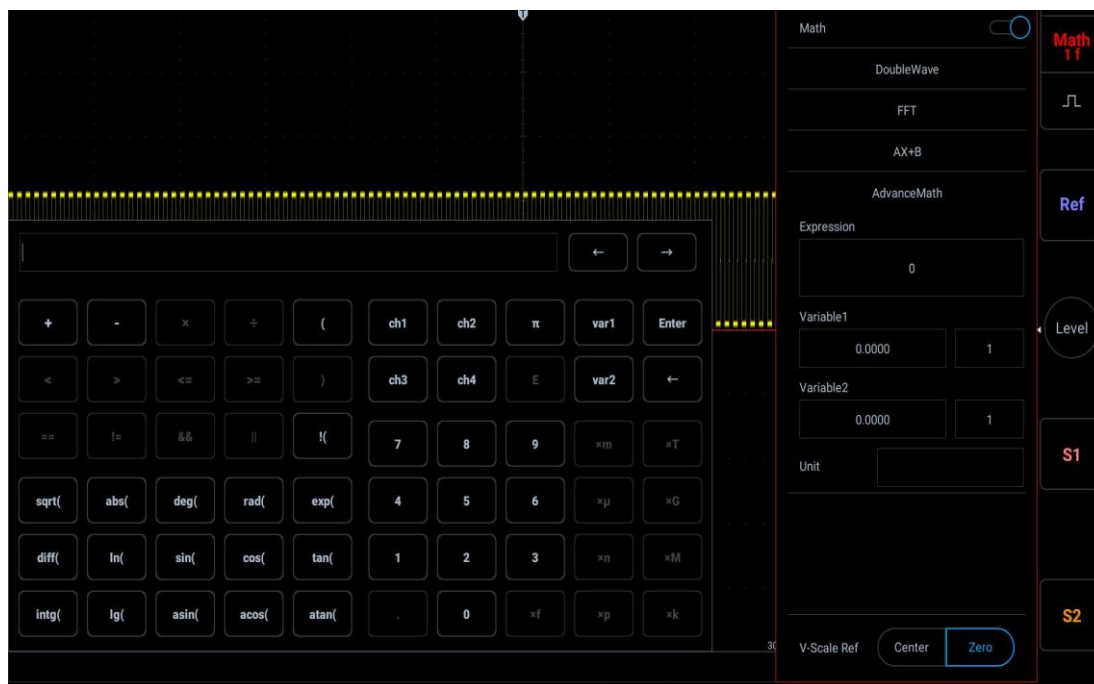 T
Math
DoubleWave
FFT
AX+B
AdvanceMath
Expression
0
Variable1
0.0000 1
Variable2
0.0000 1
Unit
V-Scale Ref Center Zero
Math
1 f
Ref
Level
S1
S2
← →
+ - × ÷ ( ch1 ch2 π var1 Enter
< > <= >= ) ch3 ch4 E var2 ←
== != && || !( 7 8 9 ×m ×T
sqrt( abs( deg( rad( exp( 4 5 6 ×μ ×G
diff( ln( sin( cos( tan( 1 2 3 ×n ×M
intg( lg( asin( acos( atan( . 0 ×f ×p ×k
30